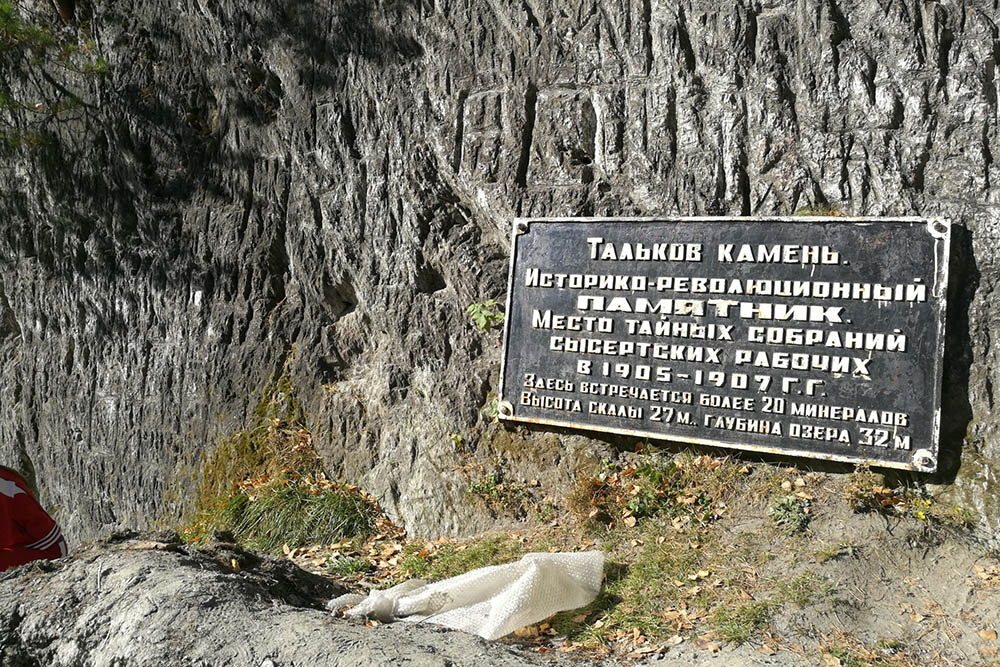 Тальков камень.
Историко-революционный
памятник.
Место тайных собраний
сысертских рабочих
в 1905-1907 г.г.
Здесь встречается более 20 минералов
Высота скалы 27 м., глубина озера 32 м